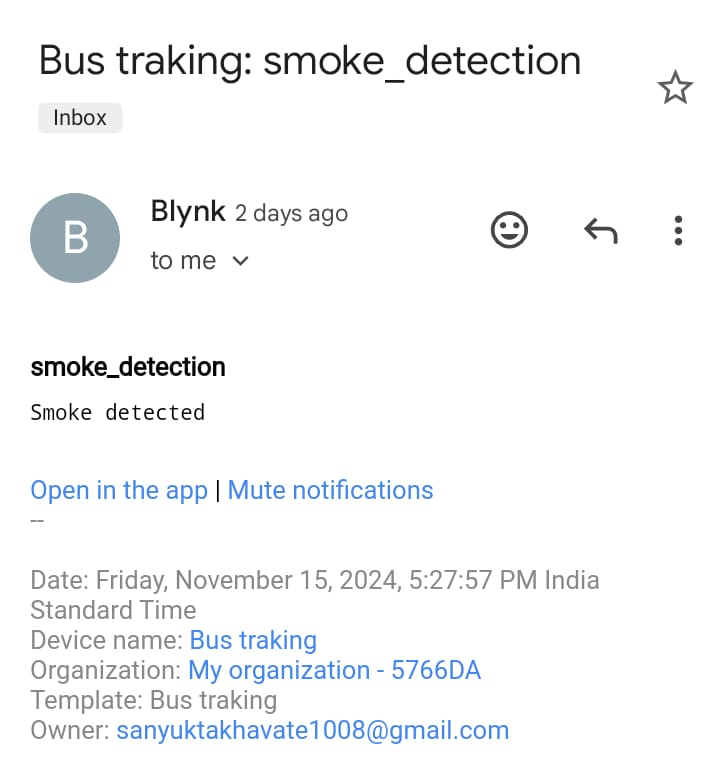 Bus traking: smoke_detection
Inbox
B
Blynk 2 days ago
to me
smoke_detection
Smoke detected
Open in the app | Mute notifications
--
Date: Friday, November 15, 2024, 5:27:57 PM India
Standard Time
Device name: Bus traking
Organization: My organization - 5766DA
Template: Bus traking
Owner: sanyuktakhavate1008@gmail.com